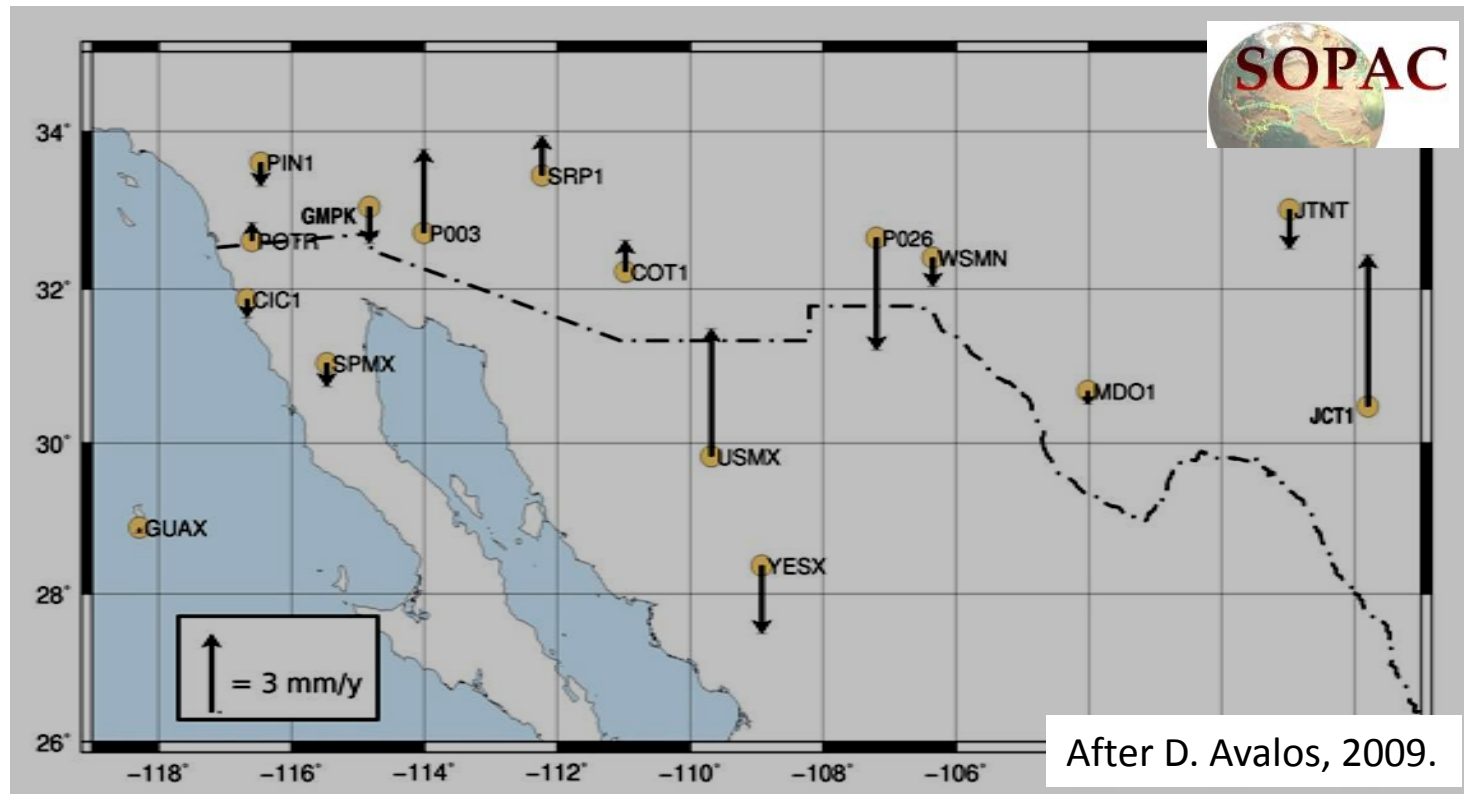 SOPAC
34°
PIN1
SRP1
GMPK
P003
POTR
JTNT
P026
WSMN
COT1
32°
CIC1
SPMX
MDO1
JCT1
30°
USMX
GUAX
YESX
28°
= 3 mm/y
26°
After D. Avalos, 2009.
−118° −116° −114° −112° −110° −108° −106°